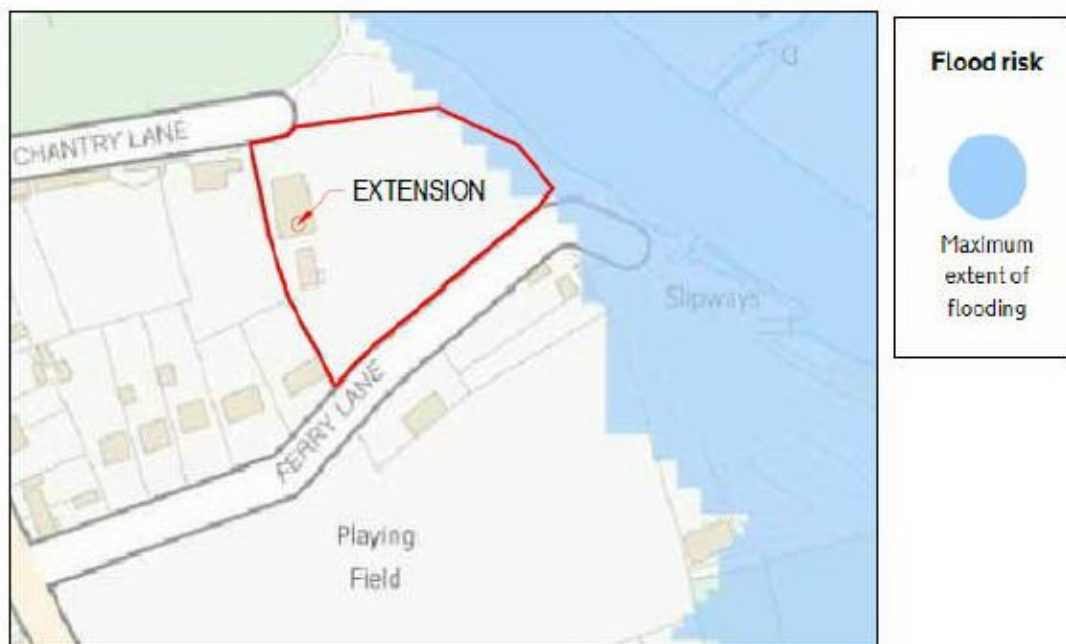 CHANTRY LANE
EXTENSION
Slipways
FERRY LANE
Playing
Field
Flood risk
Maximum
extent of
flooding